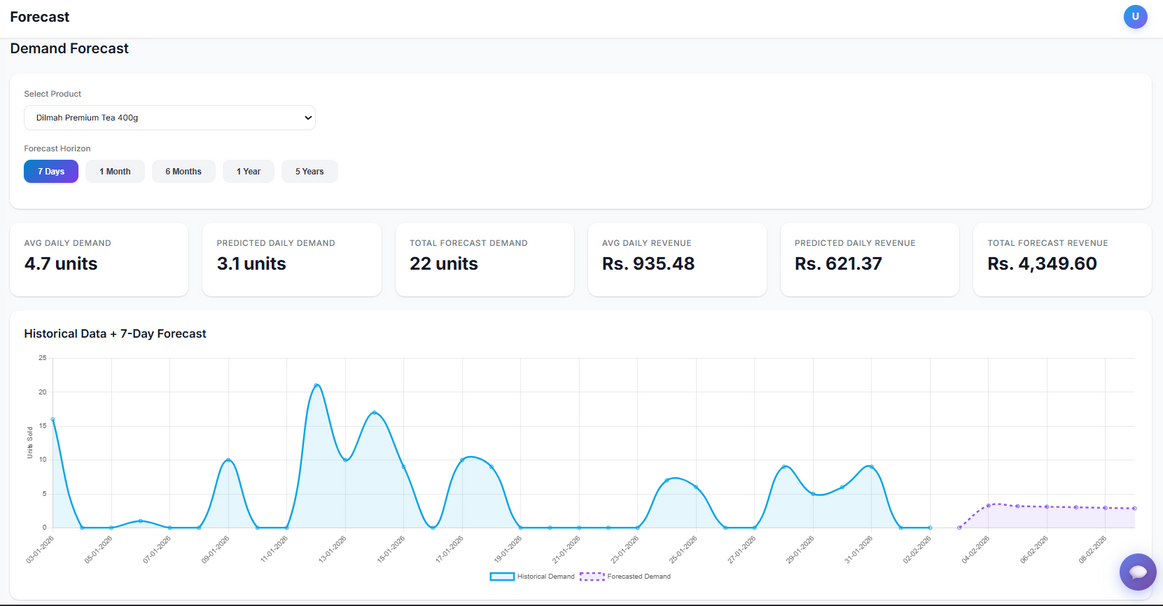 Forecast
U
Demand Forecast
Select Product
Dilmah Premium Tea 400g
Forecast Horizon
7 Days 1 Month 6 Months 1 Year 5 Years
AVG DAILY DEMAND PREDICTED DAILY DEMAND TOTAL FORECAST DEMAND AVG DAILY REVENUE PREDICTED DAILY REVENUE TOTAL FORECAST REVENUE
4.7 units 3.1 units 22 units Rs. 935.48 Rs. 621.37 Rs. 4,349.60
Historical Data + 7-Day Forecast
Units Sold
25
20
15
10
5
0
03-01-2026 05-01-2026 07-01-2026 09-01-2026 11-01-2026 13-01-2026 15-01-2026 17-01-2026 19-01-2026 21-01-2026 23-01-2026 25-01-2026 27-01-2026 29-01-2026 31-01-2026 02-02-2026 04-02-2026 06-02-2026 08-02-2026
Historical Demand Forecasted Demand